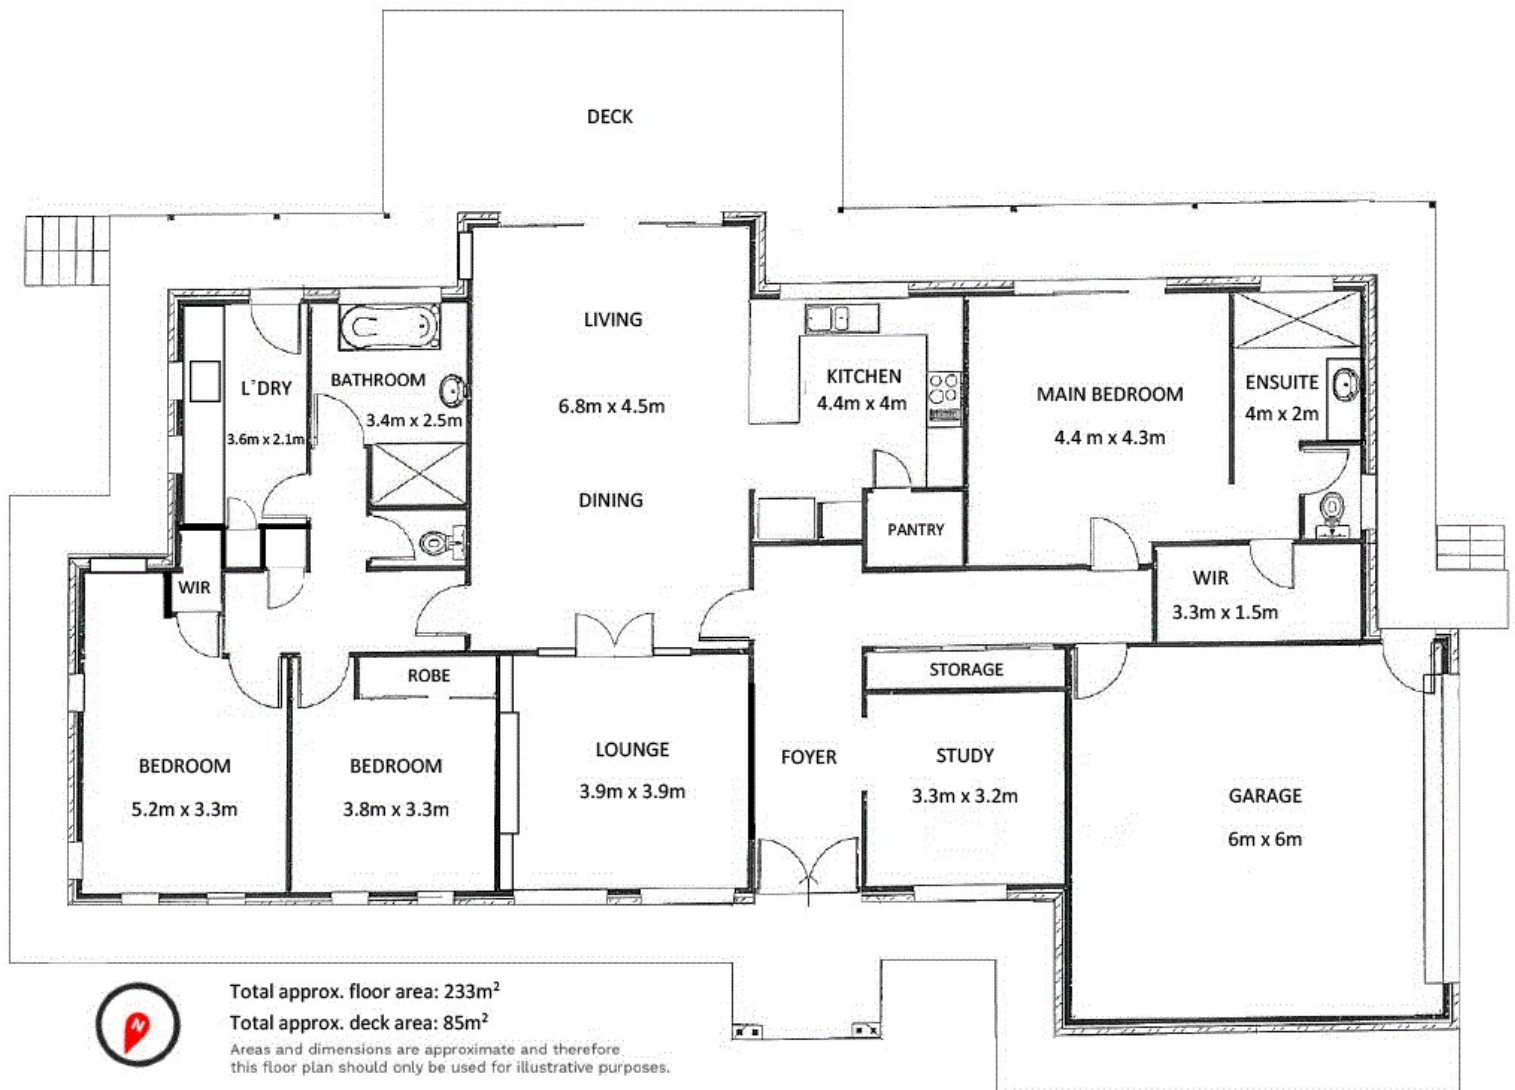 DECK
LIVING
6.8m x 4.5m
DINING
KITCHEN
4.4m x 4m
PANTRY
MAIN BEDROOM
4.4 m x 4.3m
ENSUITE
4m x 2m
L'DRY
3.6m x 2.1m
BATHROOM
3.4m x 2.5m
WIR
WIR
3.3m x 1.5m
ROBE
STORAGE
BEDROOM
5.2m x 3.3m
BEDROOM
3.8m x 3.3m
LOUNGE
3.9m x 3.9m
FOYER
STUDY
3.3m x 3.2m
GARAGE
6m x 6m
N
Total approx. floor area: 233m²
Total approx. deck area: 85m²
Areas and dimensions are approximate and therefore
this floor plan should only be used for illustrative purposes.